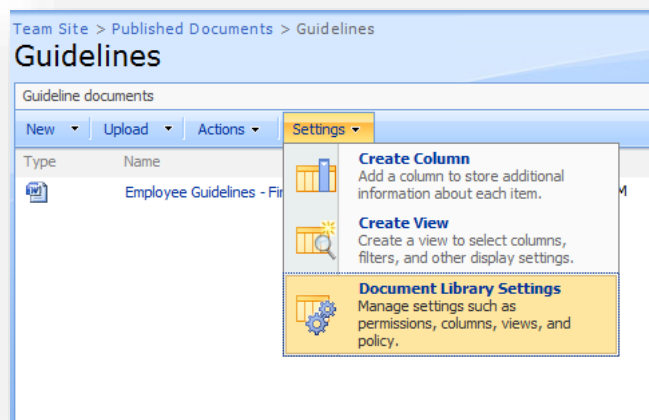 Team Site > Published Documents > Guidelines
Guidelines
Guideline documents
New Upload Actions Settings
Type Name
Create Column
Add a column to store additional
information about each item.
Employee Guidelines - Fir
M
Create View
Create a view to select columns,
filters, and other display settings.
Document Library Settings
Manage settings such as
permissions, columns, views, and
policy.